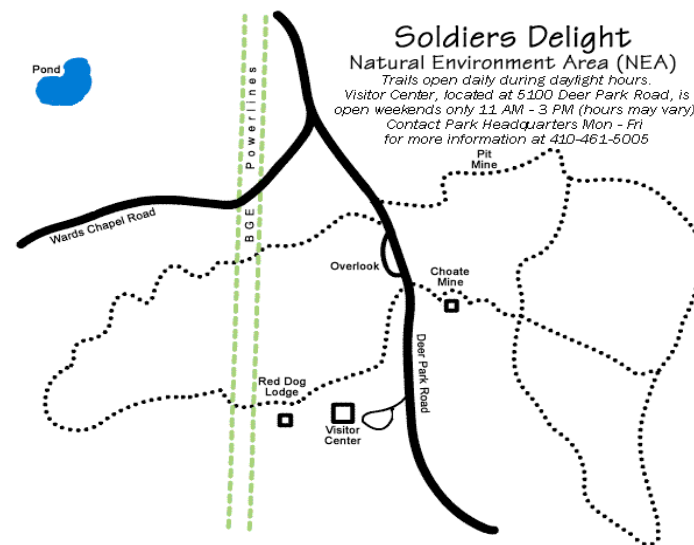 Soldiers Delight
Natural Environment Area (NEA)
Trails open daily during daylight hours.
Visitor Center, located at 5100 Deer Park Road, is
open weekends only 11 AM - 3 PM (hours may vary)
Contact Park Headquarters Mon - Fri
for more information at 410-461-5005
Pond
BGE Powerlines
Pit
Mine
Wards Chapel Road
Overlook
Choate
Mine
Deer Park Road
Red Dog
Lodge
Visitor
Center